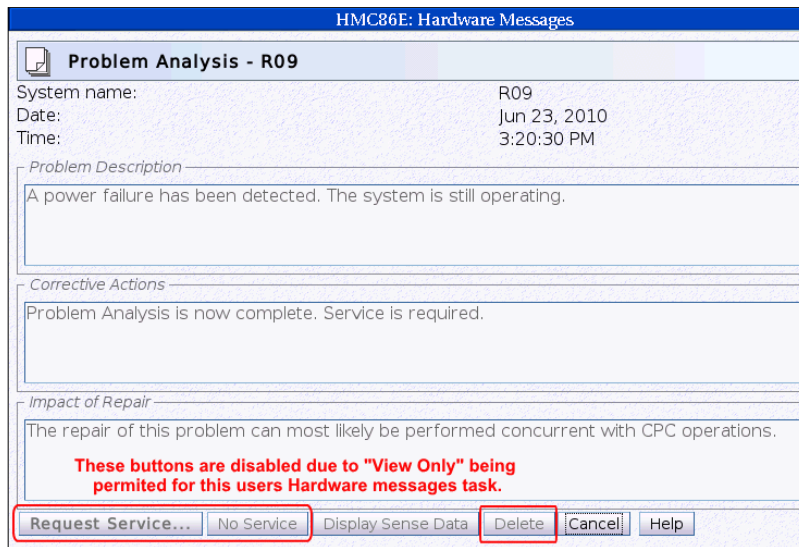 HMC86E: Hardware Messages
Problem Analysis - R09
System name: R09
Date: Jun 23, 2010
Time: 3:20:30 PM
Problem Description
A power failure has been detected. The system is still operating.
Corrective Actions
Problem Analysis is now complete. Service is required.
Impact of Repair
The repair of this problem can most likely be performed concurrent with CPC operations.
These buttons are disabled due to "View Only" being
permited for this users Hardware messages task.
Request Service... No Service Display Sense Data Delete Cancel Help